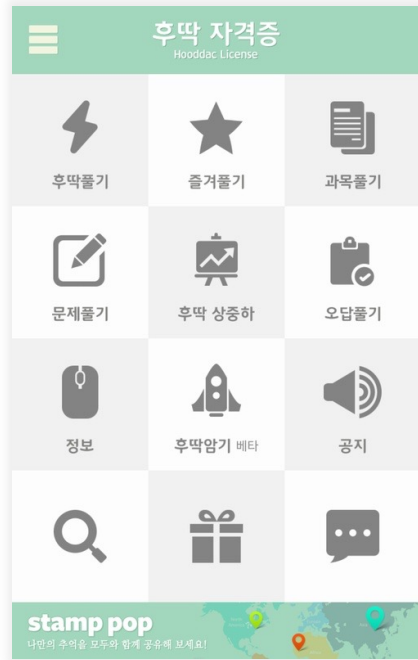 후딱 자격증
Hooddac License
후딱풀기
즐겨풀기
과목풀기
문제풀기
후딱 상중하
오답풀기
정보
후딱암기 베타
공지
stamp pop
나만의 추억을 모두와 함께 공유해 보세요!